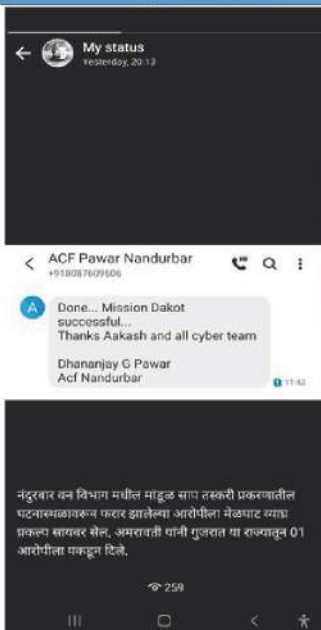 My status
Yesterday, 20:13
ACF Pawar Nandurbar
+918087609606
A
Done... Mission Dakot
successful...
Thanks Aakash and all cyber team
Dhananjay G Pawar
Acf Nandurbar
11:42
नंदुरबार वन विभाग मधील मांडूळ साप तस्करी प्रकरणातील
घटनास्थळावरून फरार झालेल्या आरोपीला मेळघाट व्याघ्र
प्रकल्प सायबर सेल, अमरावती यांनी गुजरात या राज्यातून 01
आरोपीला पकडून दिले.
259